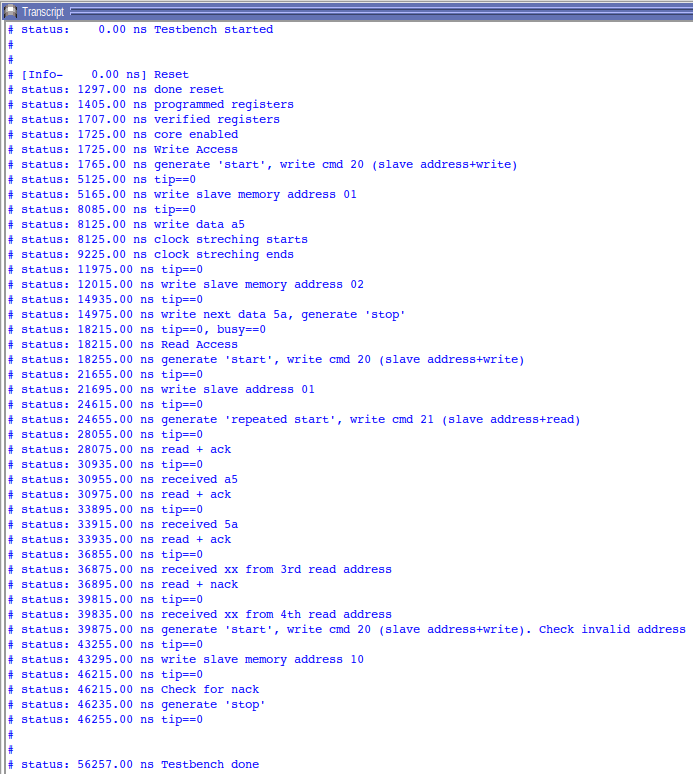 Transcript
# status:    0.00 ns Testbench started
#
#
# [Info-    0.00 ns] Reset
# status: 1297.00 ns done reset
# status: 1405.00 ns programmed registers
# status: 1707.00 ns verified registers
# status: 1725.00 ns core enabled
# status: 1725.00 ns Write Access
# status: 1765.00 ns generate 'start', write cmd 20 (slave address+write)
# status: 5125.00 ns tip==0
# status: 5165.00 ns write slave memory address 01
# status: 8085.00 ns tip==0
# status: 8125.00 ns write data a5
# status: 8125.00 ns clock streching starts
# status: 9225.00 ns clock streching ends
# status: 11975.00 ns tip==0
# status: 12015.00 ns write slave memory address 02
# status: 14935.00 ns tip==0
# status: 14975.00 ns write next data 5a, generate 'stop'
# status: 18215.00 ns tip==0, busy==0
# status: 18215.00 ns Read Access
# status: 18255.00 ns generate 'start', write cmd 20 (slave address+write)
# status: 21655.00 ns tip==0
# status: 21695.00 ns write slave address 01
# status: 24615.00 ns tip==0
# status: 24655.00 ns generate 'repeated start', write cmd 21 (slave address+read)
# status: 28055.00 ns tip==0
# status: 28075.00 ns read + ack
# status: 30935.00 ns tip==0
# status: 30955.00 ns received a5
# status: 30975.00 ns read + ack
# status: 33895.00 ns tip==0
# status: 33915.00 ns received 5a
# status: 33935.00 ns read + ack
# status: 36855.00 ns tip==0
# status: 36875.00 ns received xx from 3rd read address
# status: 36895.00 ns read + nack
# status: 39815.00 ns tip==0
# status: 39835.00 ns received xx from 4th read address
# status: 39875.00 ns generate 'start', write cmd 20 (slave address+write). Check invalid address
# status: 43255.00 ns tip==0
# status: 43295.00 ns write slave memory address 10
# status: 46215.00 ns tip==0
# status: 46215.00 ns Check for nack
# status: 46235.00 ns generate 'stop'
# status: 46255.00 ns tip==0
#
#
# status: 56257.00 ns Testbench done